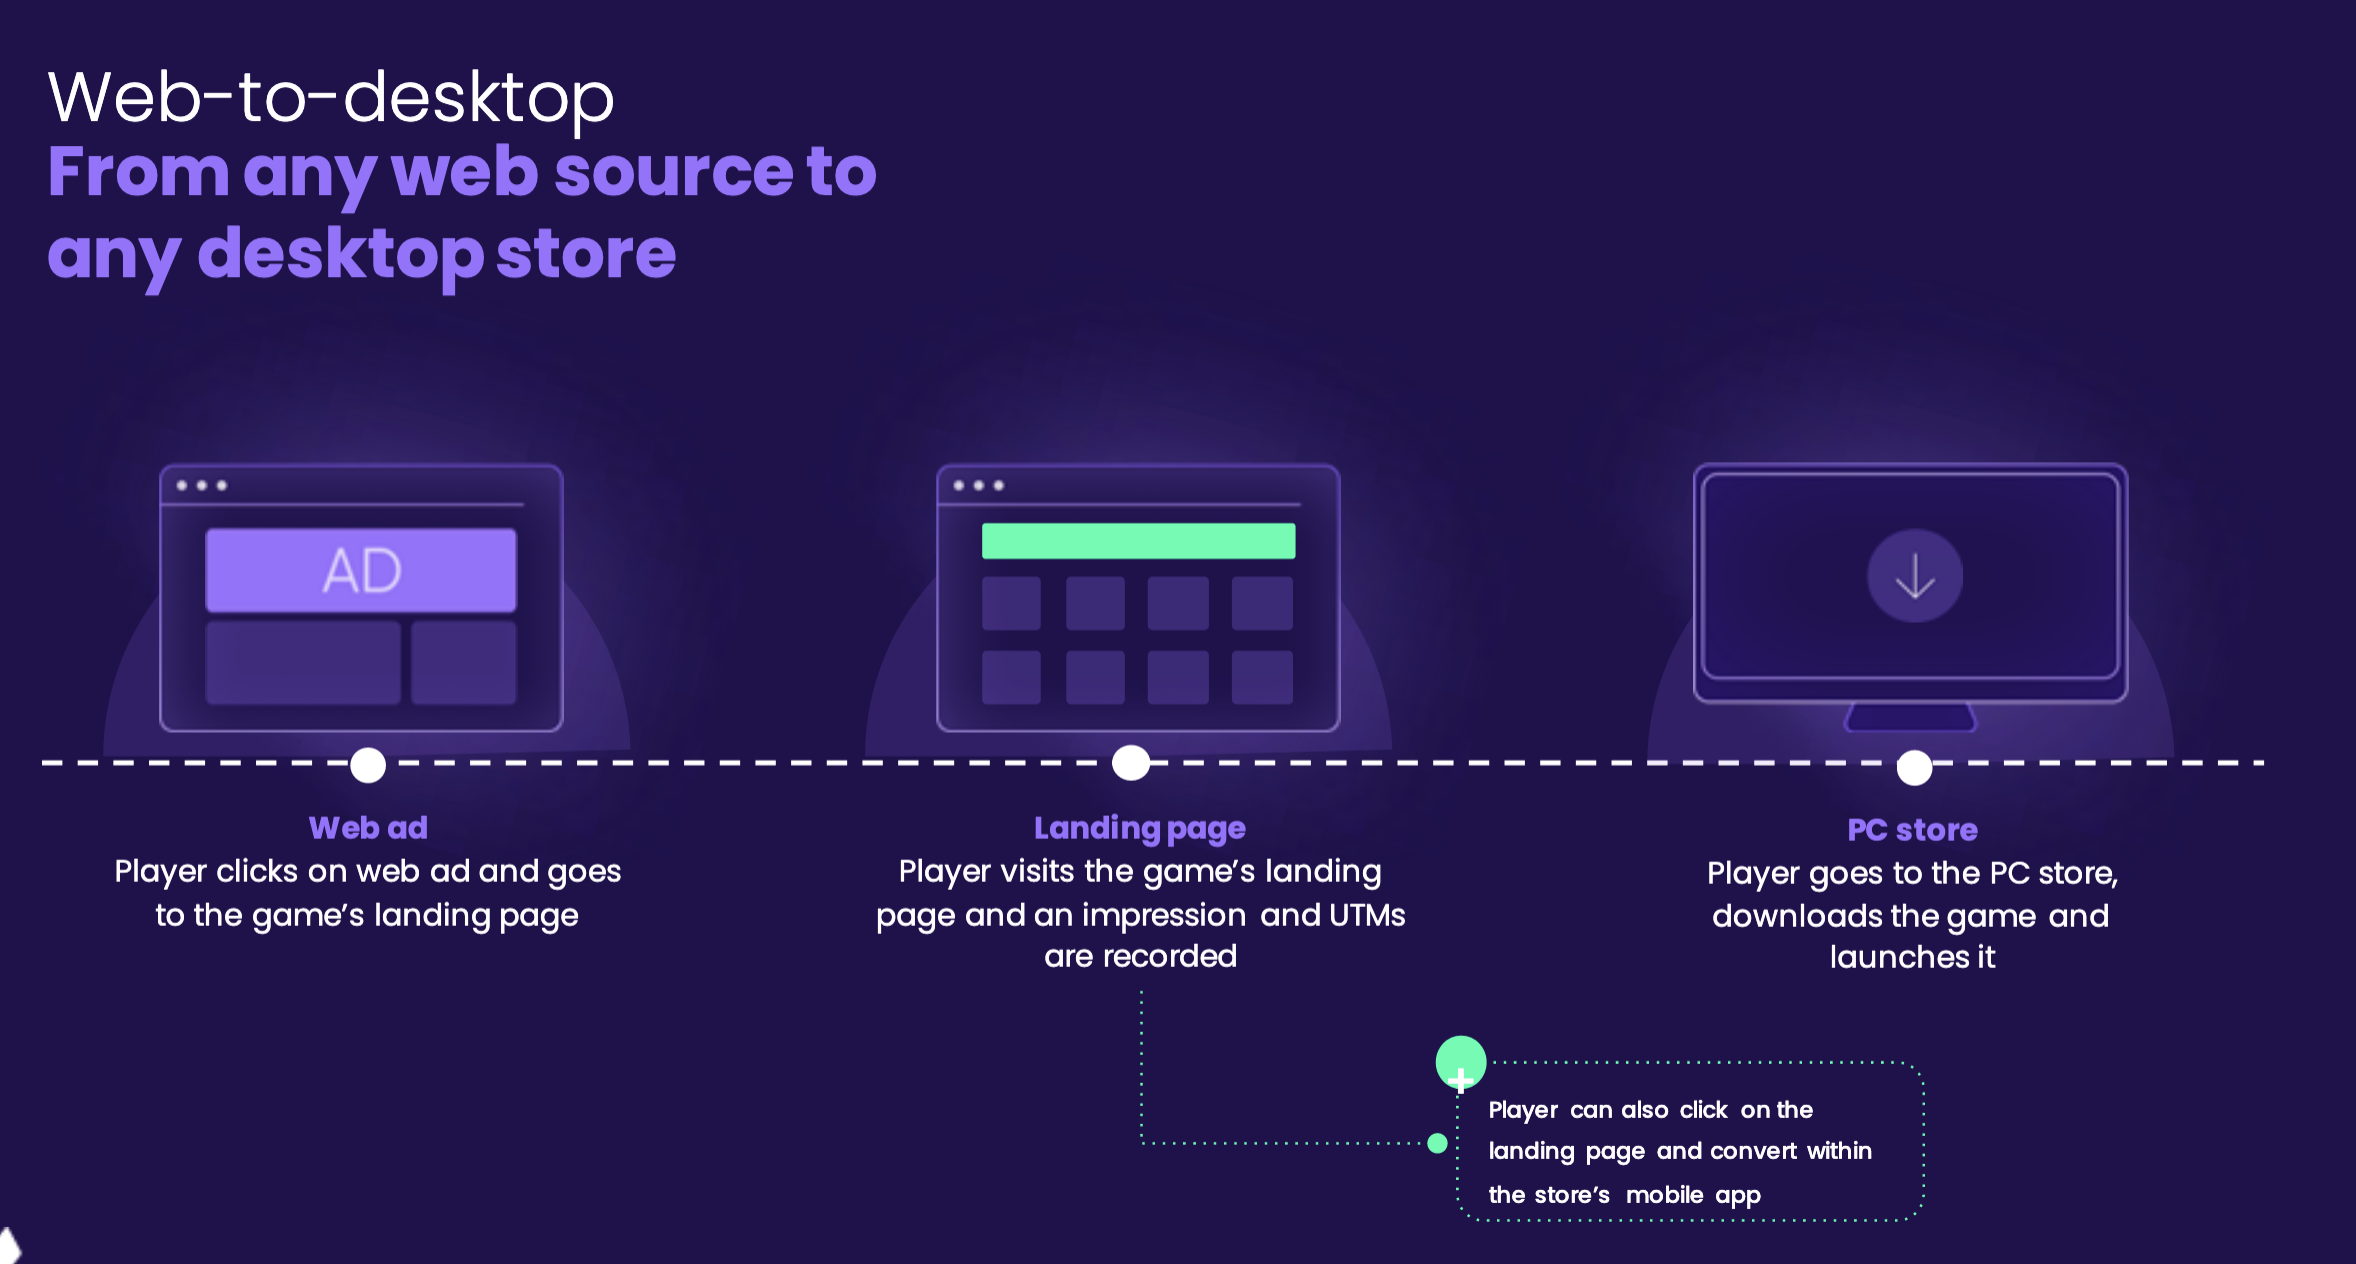 Web-to-desktop
From any web source to
any desktop store
AD
Web ad
Player clicks on web ad and goes
to the game’s landing page
Landing page
Player visits the game’s landing
page and an impression and UTMs
are recorded
PC store
Player goes to the PC store,
downloads the game and
launches it
+
Player can also click on the
landing page and convert within
the store’s mobile app